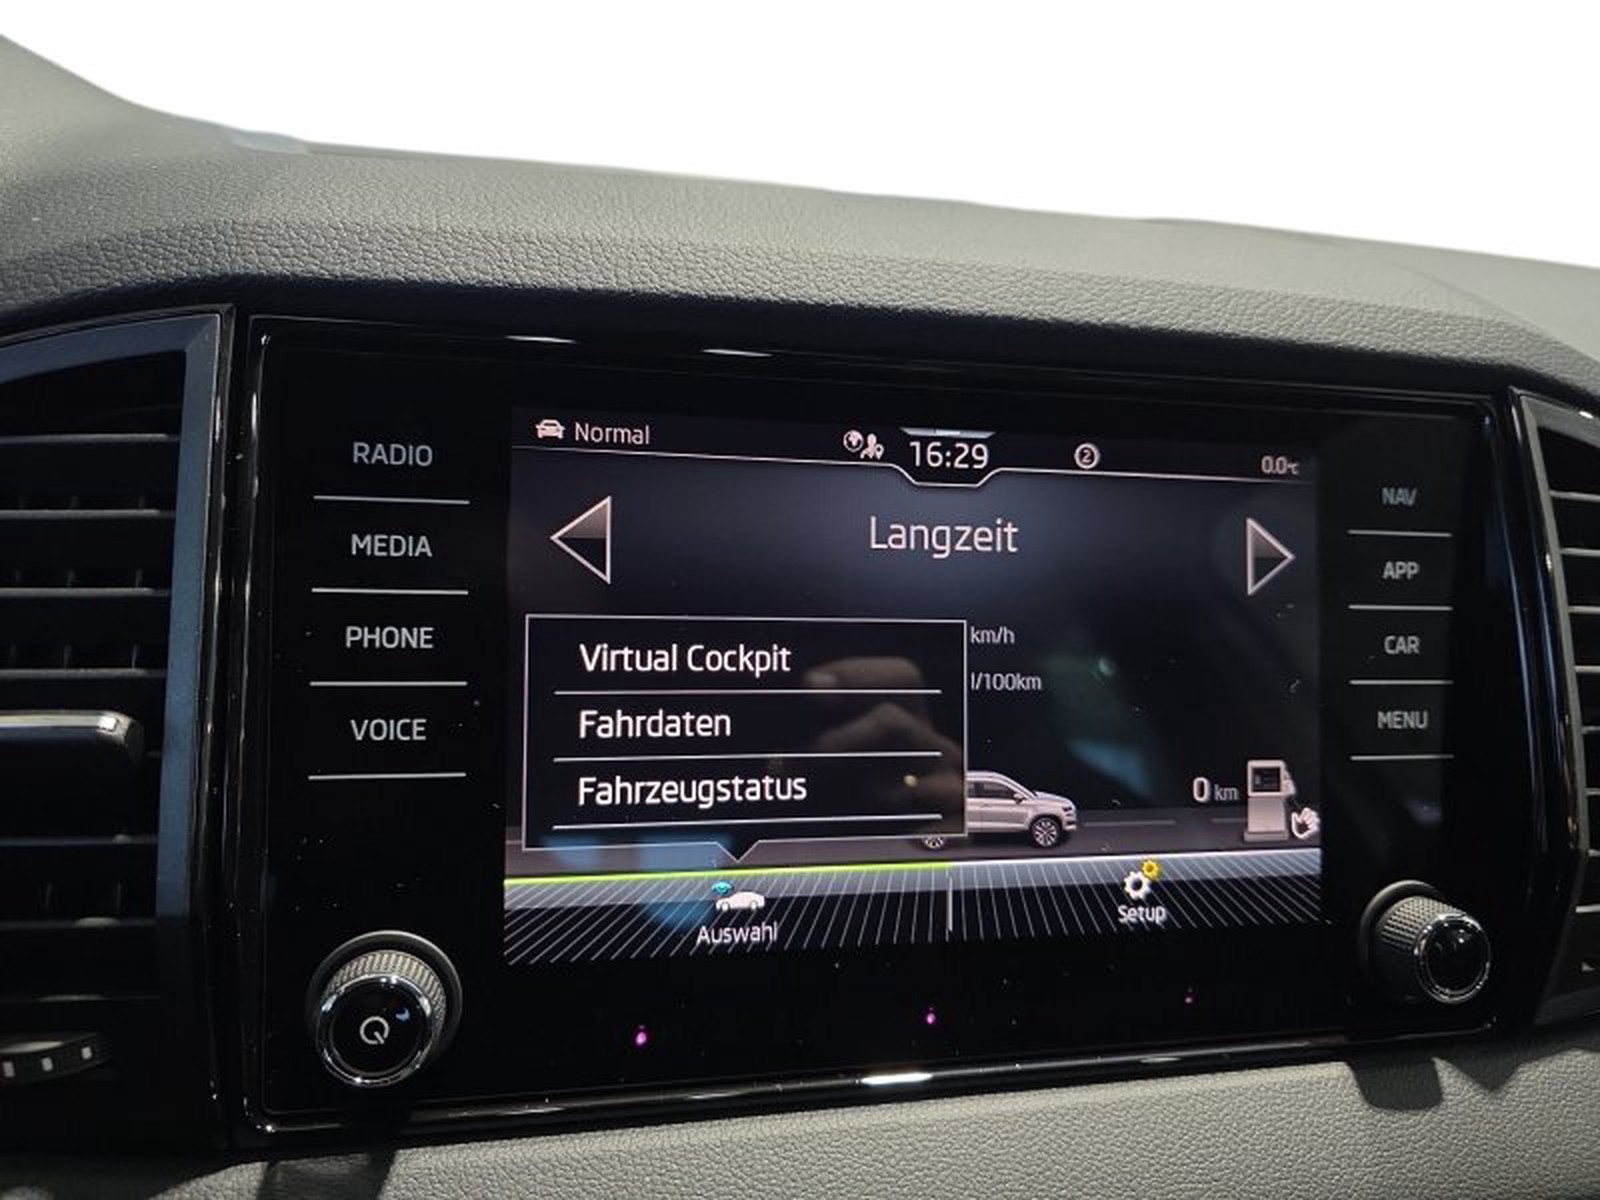 RADIO
MEDIA
PHONE
VOICE
Normal
16:29
2
0.0°C
Langzeit
km/h
l/100km
Virtual Cockpit
Fahrdaten
Fahrzeugstatus
0 km
Auswahl
Setup
NAV
APP
CAR
MENU